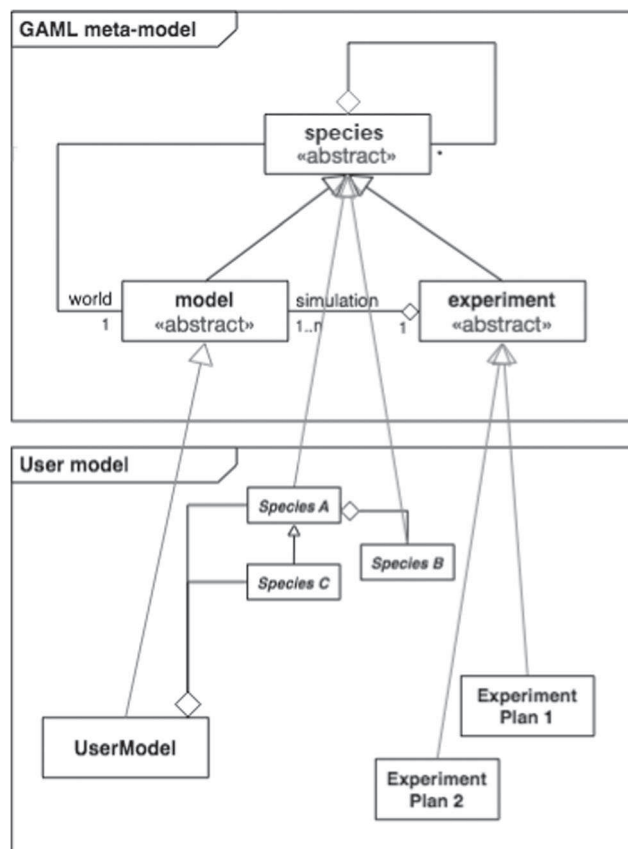 GAML meta-model
species
«abstract»
*
world
1
model
«abstract»
simulation
1..n
1
experiment
«abstract»
User model
Species A
Species B
Species C
UserModel
Experiment
Plan 1
Experiment
Plan 2